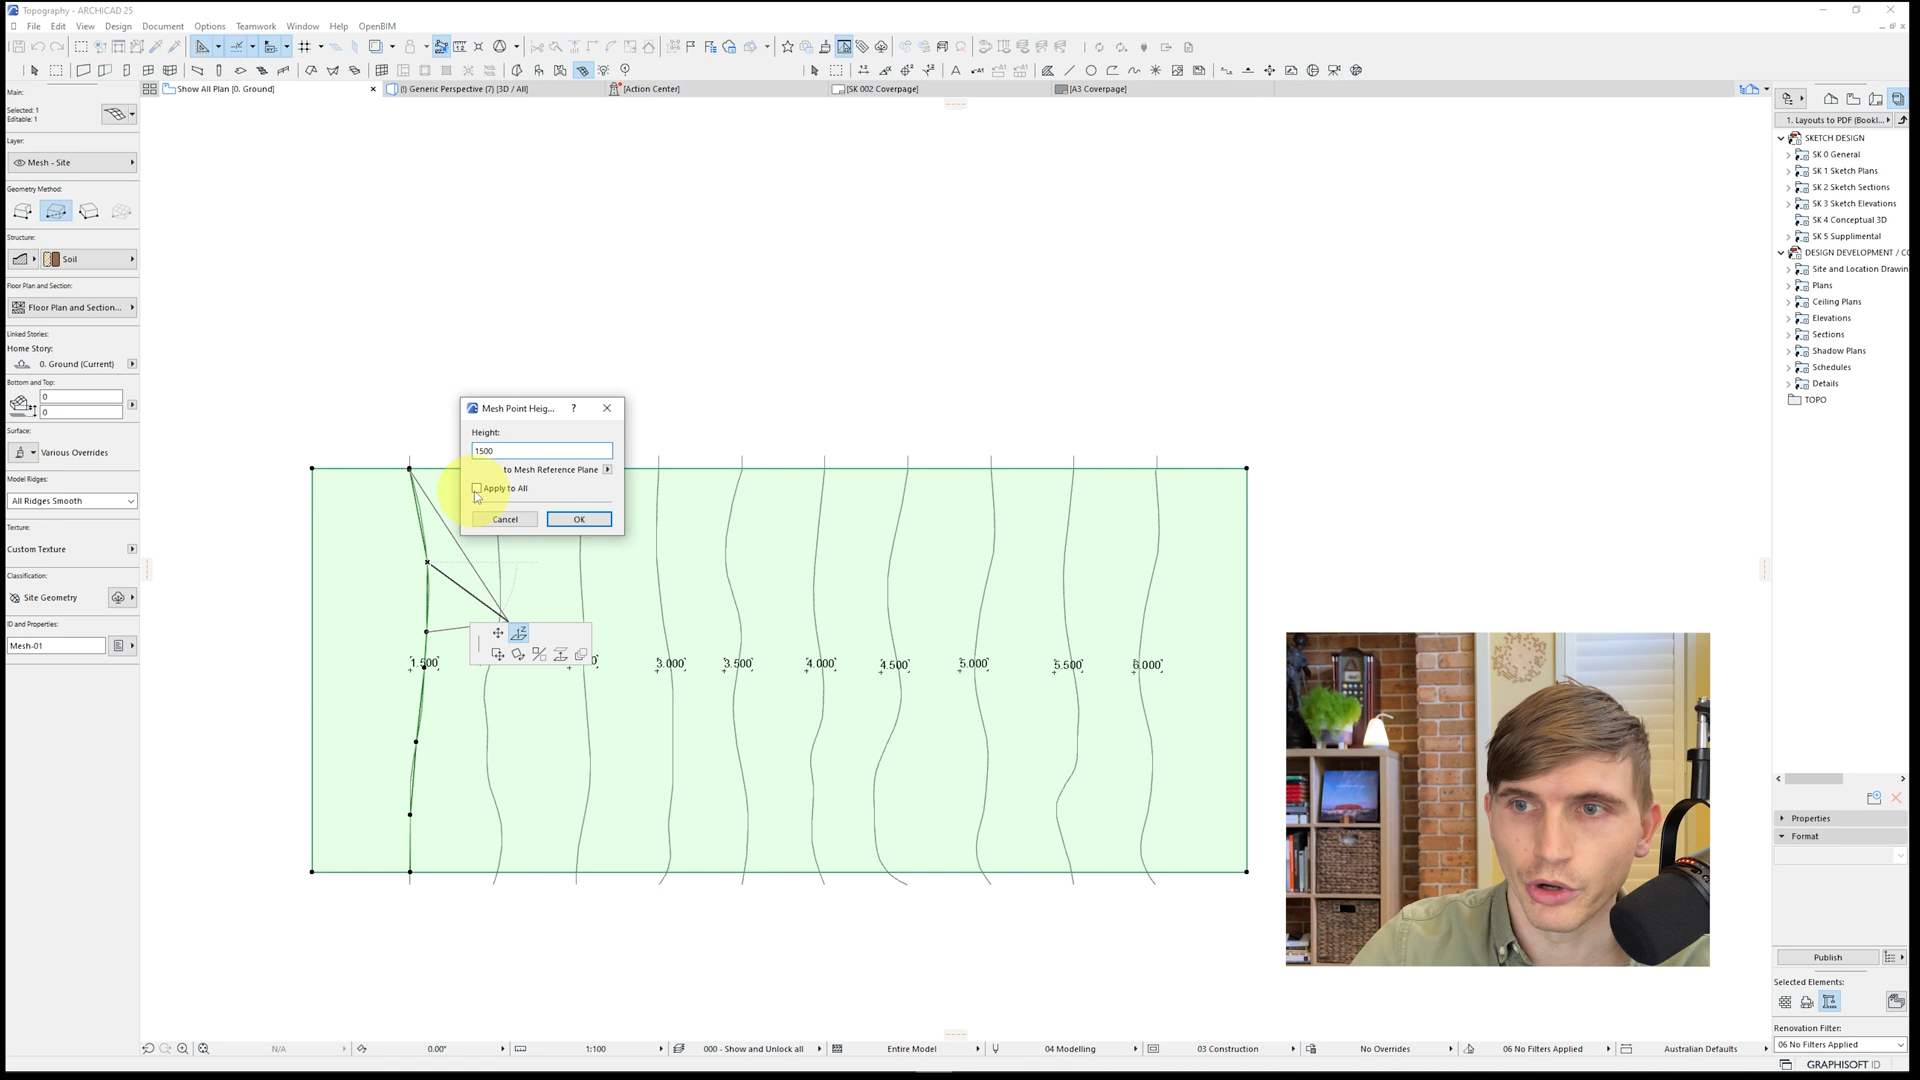 Topography - ARCHICAD 25
File Edit View Design Document Options Teamwork Window Help OpenBIM
Show All Plan [0. Ground]
(!) Generic Perspective (7) [3D / All]
[Action Center]
[SK 002 Coverpage]
[A3 Coverpage]
Main:
Selected: 1
Editable: 1
Layer:
Mesh - Site
Geometry Method:
Structure:
Soil
Floor Plan and Section:
Floor Plan and Section...
Linked Stories:
Home Story:
0. Ground (Current)
Bottom and Top:
0
0
Surface:
Various Overrides
Model Ridges:
All Ridges Smooth
Texture:
Custom Texture
Classification:
Site Geometry
ID and Properties:
Mesh-01
Mesh Point Heig...
?
Height:
1500
to Mesh Reference Plane
Apply to All
Cancel
OK
1.500
3.000
3.500
4.000
4.500
5.000
5.500
6.000
1. Layouts to PDF (Bookl...
SKETCH DESIGN
SK 0 General
SK 1 Sketch Plans
SK 2 Sketch Sections
SK 3 Sketch Elevations
SK 4 Conceptual 3D
SK 5 Supplimental
DESIGN DEVELOPMENT / CO
Site and Location Drawin
Plans
Ceiling Plans
Elevations
Sections
Shadow Plans
Schedules
Details
TOPO
Properties
Format
Publish
Selected Elements:
Renovation Filter:
06 No Filters Applied
N/A
0.00°
1:100
000 - Show and Unlock all
Entire Model
04 Modelling
03 Construction
No Overrides
06 No Filters Applied
Australian Defaults
GRAPHISOFT ID